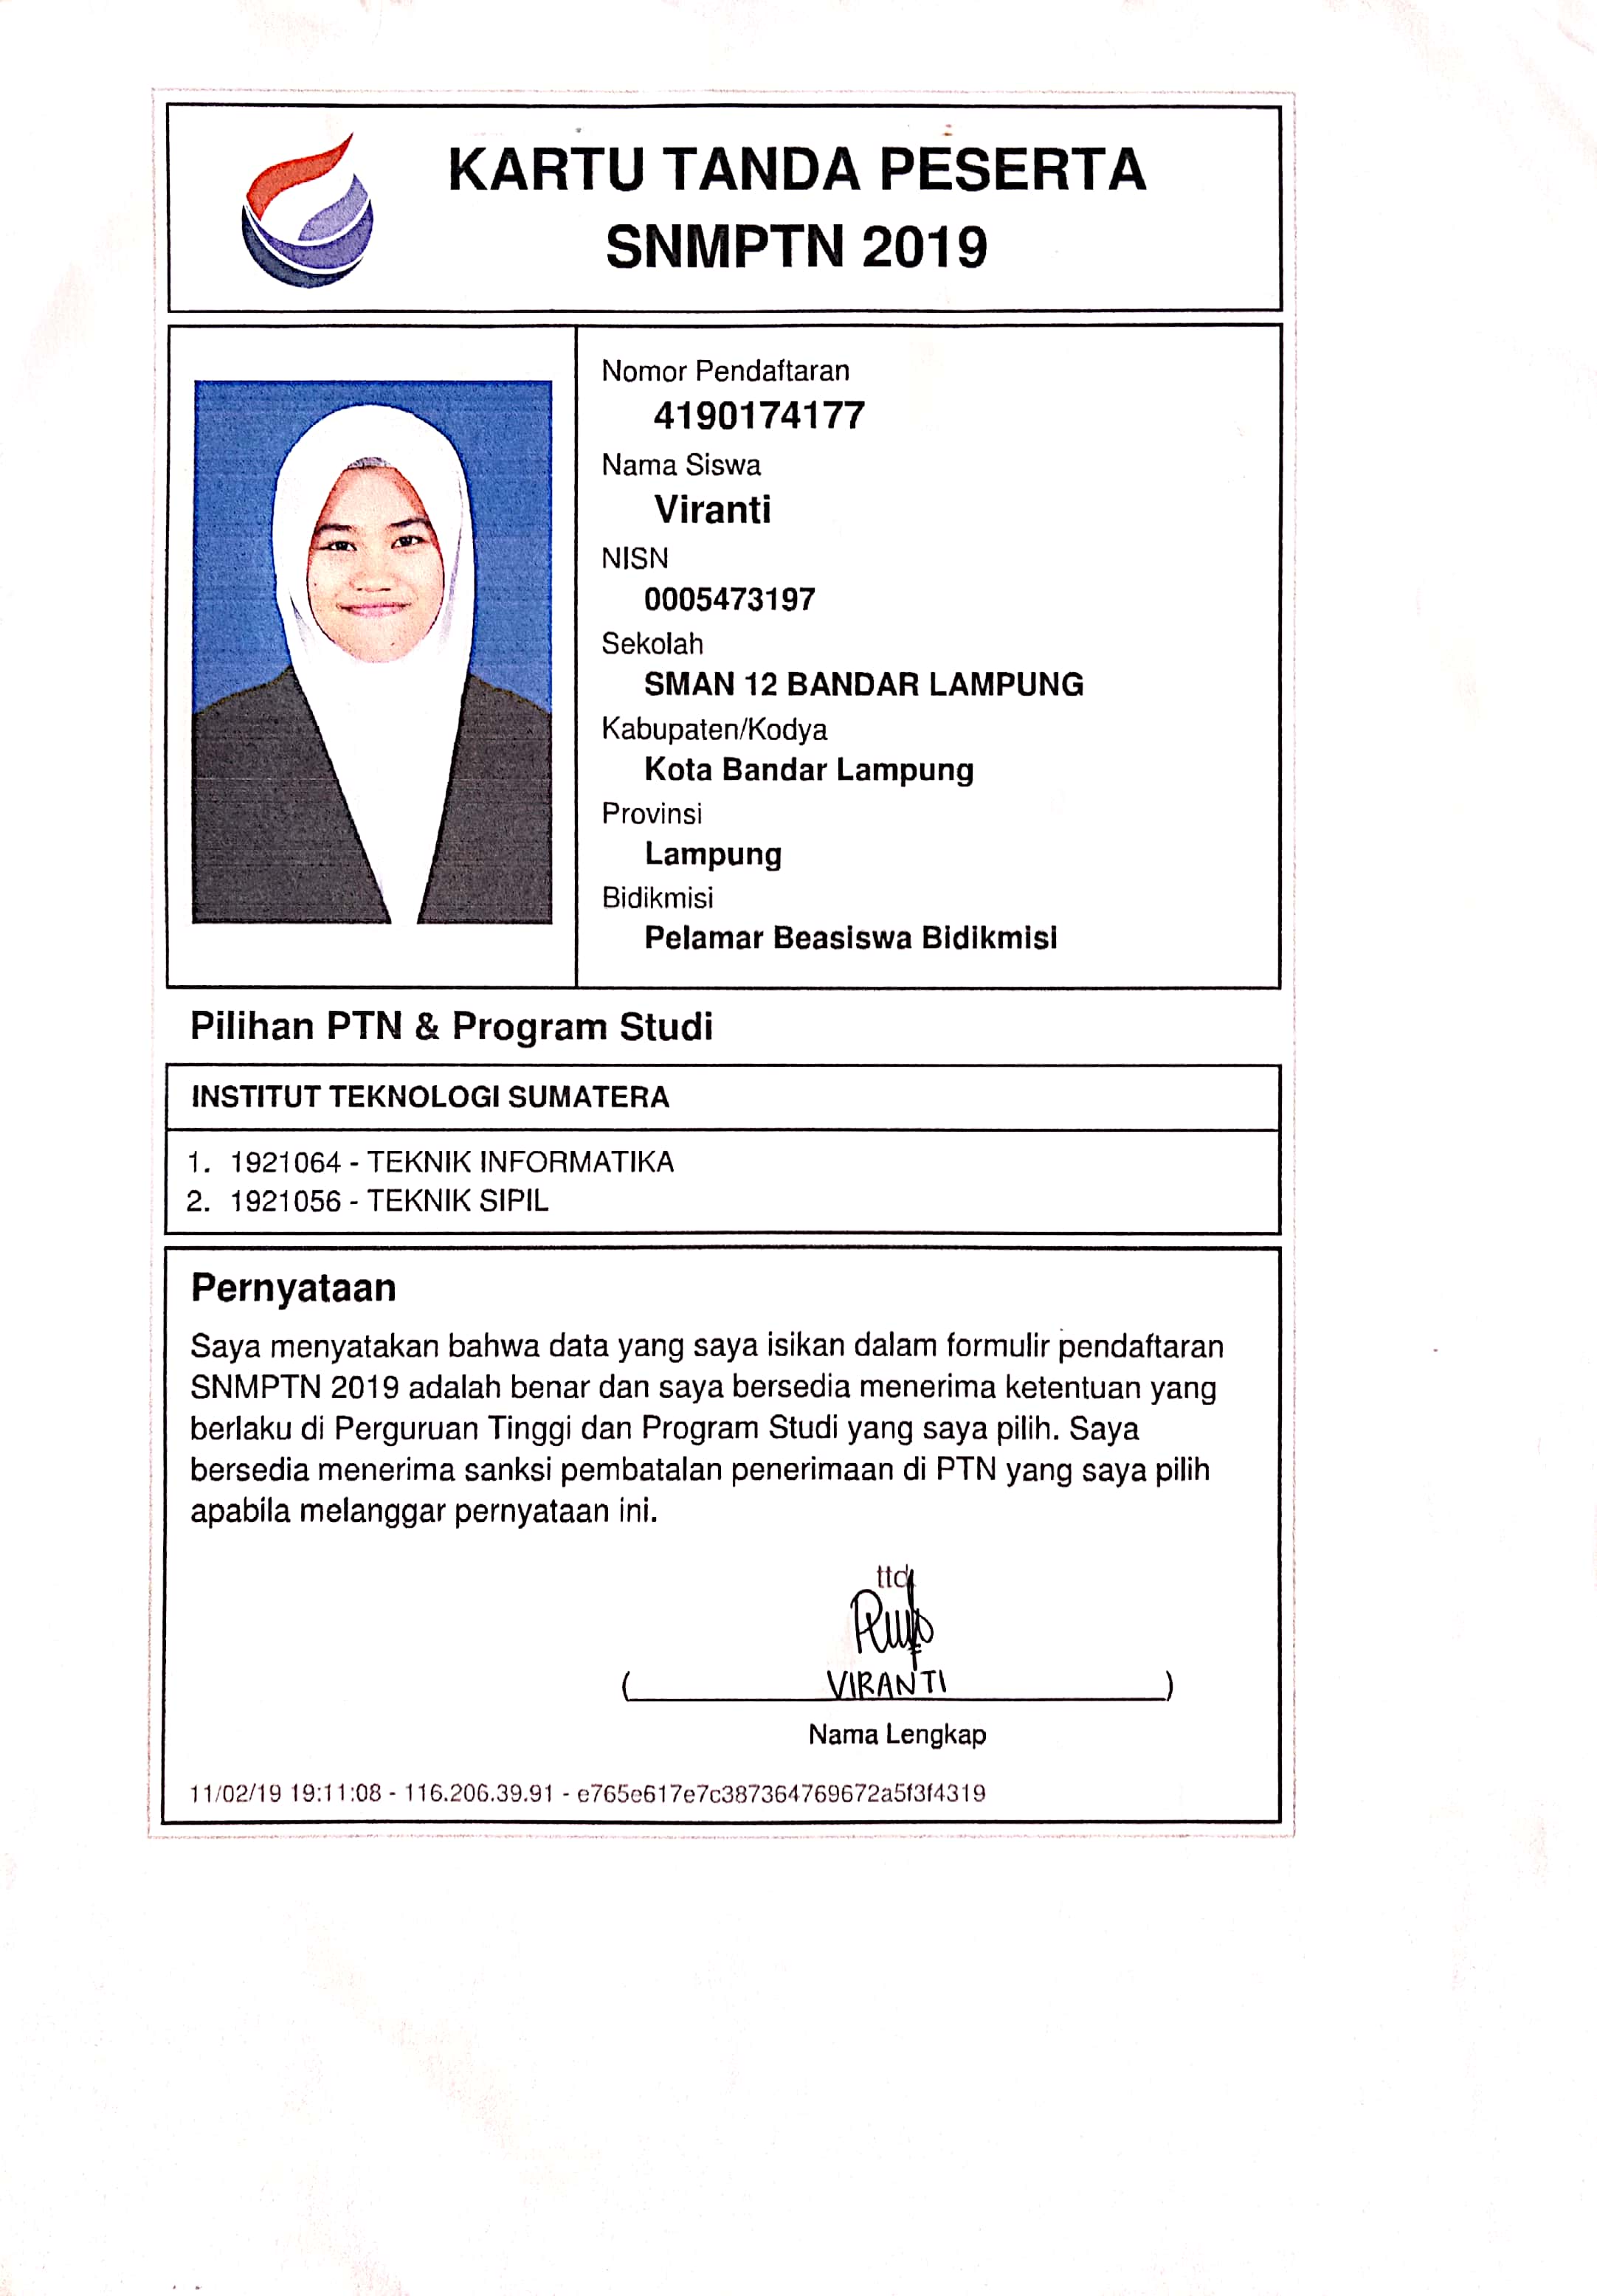 KARTU TANDA PESERTA
SNMPTN 2019
Nomor Pendaftaran
4190174177
Nama Siswa
Viranti
NISN
0005473197
Sekolah
SMAN 12 BANDAR LAMPUNG
Kabupaten/Kodya
Kota Bandar Lampung
Provinsi
Lampung
Bidikmisi
Pelamar Beasiswa Bidikmisi
Pilihan PTN & Program Studi
INSTITUT TEKNOLOGI SUMATERA
1. 1921064 - TEKNIK INFORMATIKA
2. 1921056 - TEKNIK SIPIL
Pernyataan
Saya menyatakan bahwa data yang saya isikan dalam formulir pendaftaran
SNMPTN 2019 adalah benar dan saya bersedia menerima ketentuan yang
berlaku di Perguruan Tinggi dan Program Studi yang saya pilih. Saya
bersedia menerima sanksi pembatalan penerimaan di PTN yang saya pilih
apabila melanggar pernyataan ini.
ttd
( VIRANTI )
Nama Lengkap
11/02/19 19:11:08 - 116.206.39.91 - e765e617e7c387364769672a5f3f4319